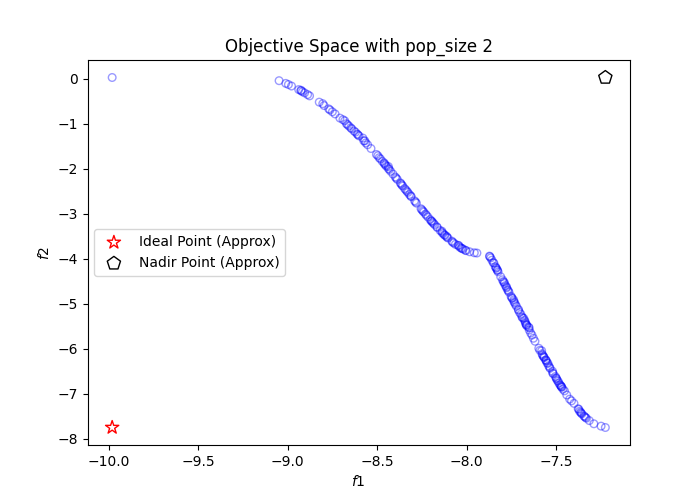 Objective Space with pop_size 2
0
−1
−2
−3
−4
−5
−6
−7
−8
f2
Ideal Point (Approx)
Nadir Point (Approx)
−10.0 −9.5 −9.0 −8.5 −8.0 −7.5
f1